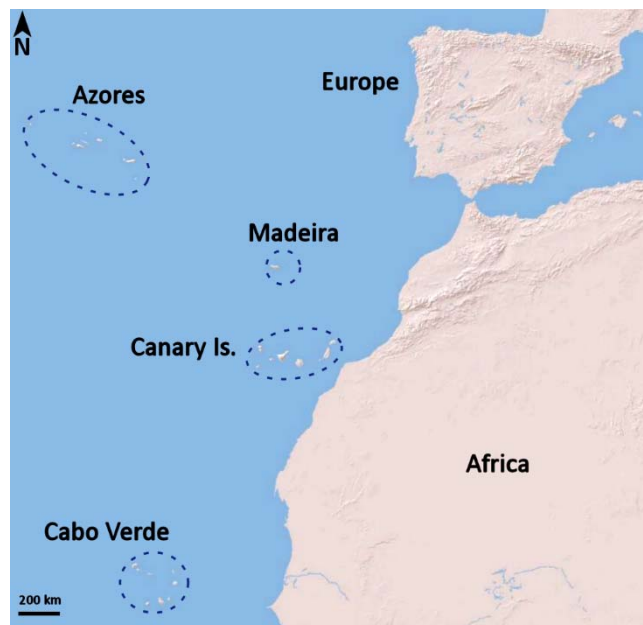 N
Azores
Europe
Madeira
Canary Is.
Africa
Cabo Verde
200 km